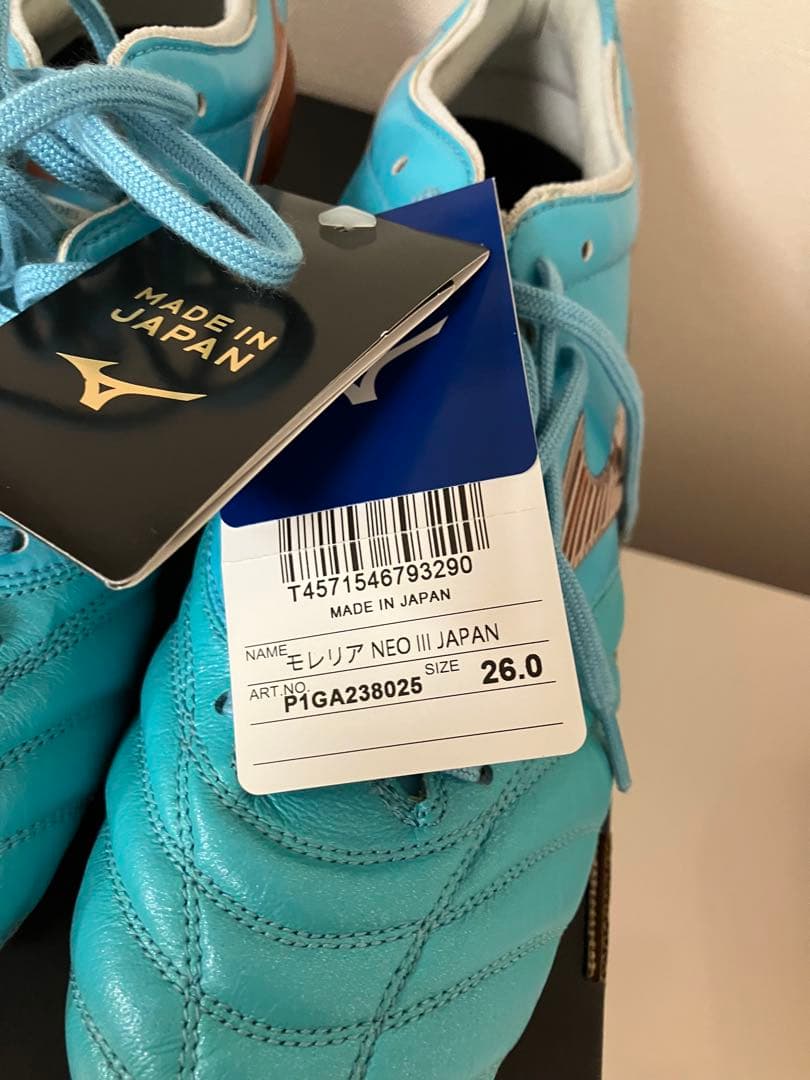 MADE IN
JAPAN
T4571546793290
MADE IN JAPAN
NAME モレリア NEO III JAPAN
ART.NO. P1GA238025 SIZE 26.0